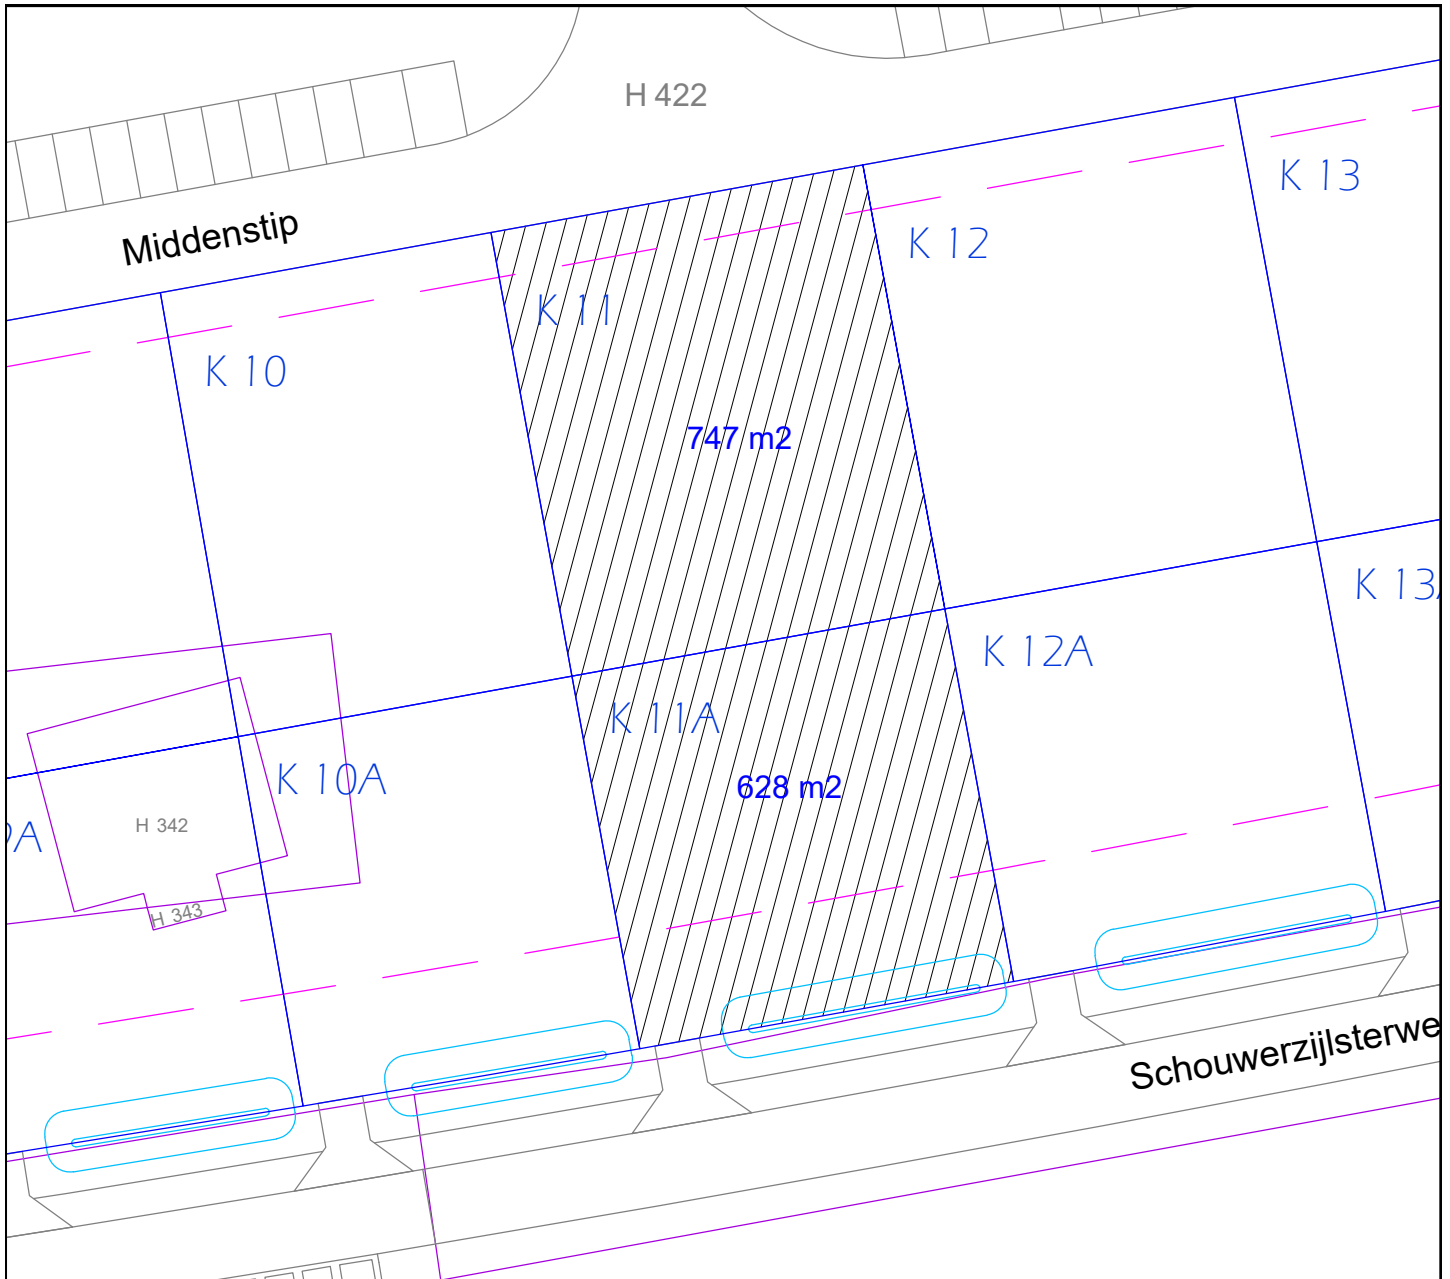 H 422
K 13
Middenstip
K 12
K 11
K 10
747 m2
K 13
K 12A
K 11A
K 10A
628 m2
H 342
A
H 343
Schouwerzijlsterwe